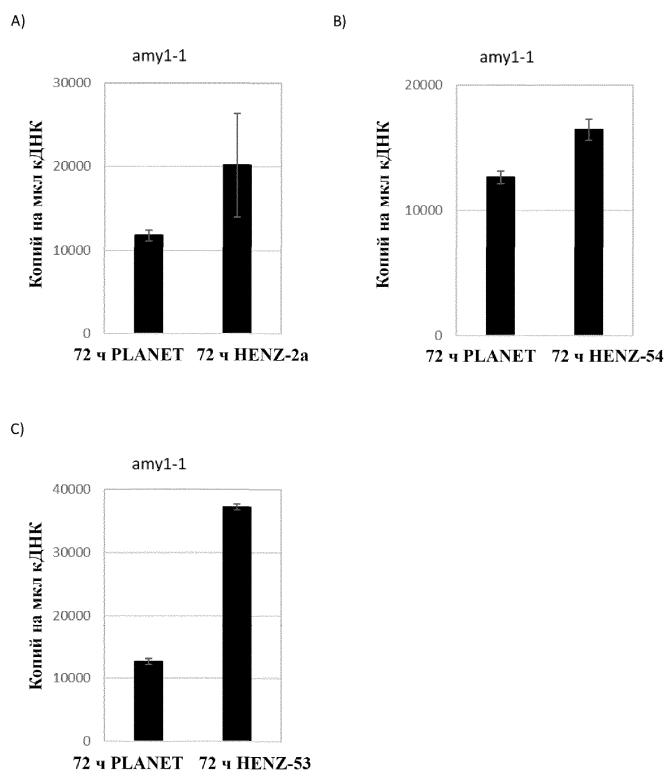 A)
amy1-1
Копий на мкл кДНК
30000
20000
10000
0
72 ч PLANET 72 ч HENZ-2a
B)
amy1-1
Копий на мкл кДНК
20000
10000
0
72 ч PLANET 72 ч HENZ-54
C)
amy1-1
Копий на мкл кДНК
40000
30000
20000
10000
0
72 ч PLANET 72 ч HENZ-53